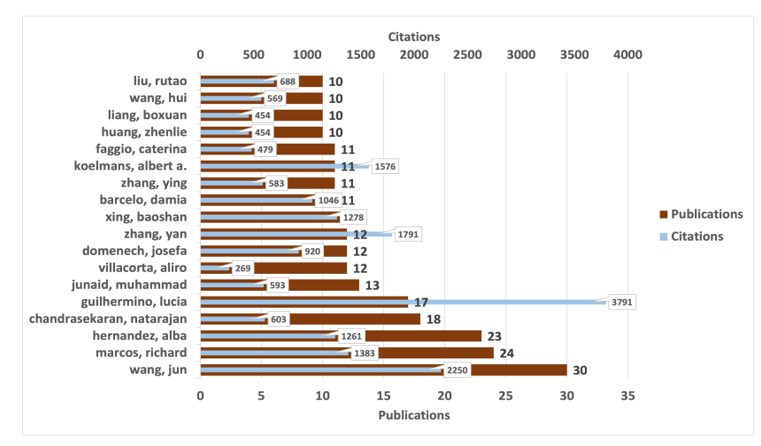 Citations
0 500 1000 1500 2000 2500 3000 3500 4000
liu, rutao 688 10
wang, hui 569 10
liang, boxuan 454 10
huang, zhenlie 454 10
faggio, caterina 479 11
koelmans, albert a. 11 1576
zhang, ying 583 11
barcelo, damia 1046 11
xing, baoshan 1278
zhang, yan 12 1791
domenech, josefa 920 12
villacorta, aliro 269 12
junaid, muhammad 593 13
guilhermino, lucia 17 3791
chandrasekaran, natarajan 603 18
hernandez, alba 1261 23
marcos, richard 1383 24
wang, jun 2250 30
0 5 10 15 20 25 30 35
Publications
Publications
Citations